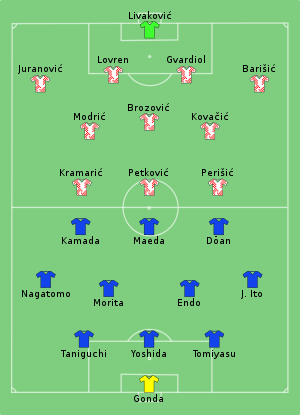 Livaković
Lovren Gvardiol
Juranović Barišić
Brozović
Modrić Kovačić
Kramarić Petković Perišić
Kamada Maeda Dōan
Nagatomo J. Ito
Morita Endo
Taniguchi Yoshida Tomiyasu
Gonda